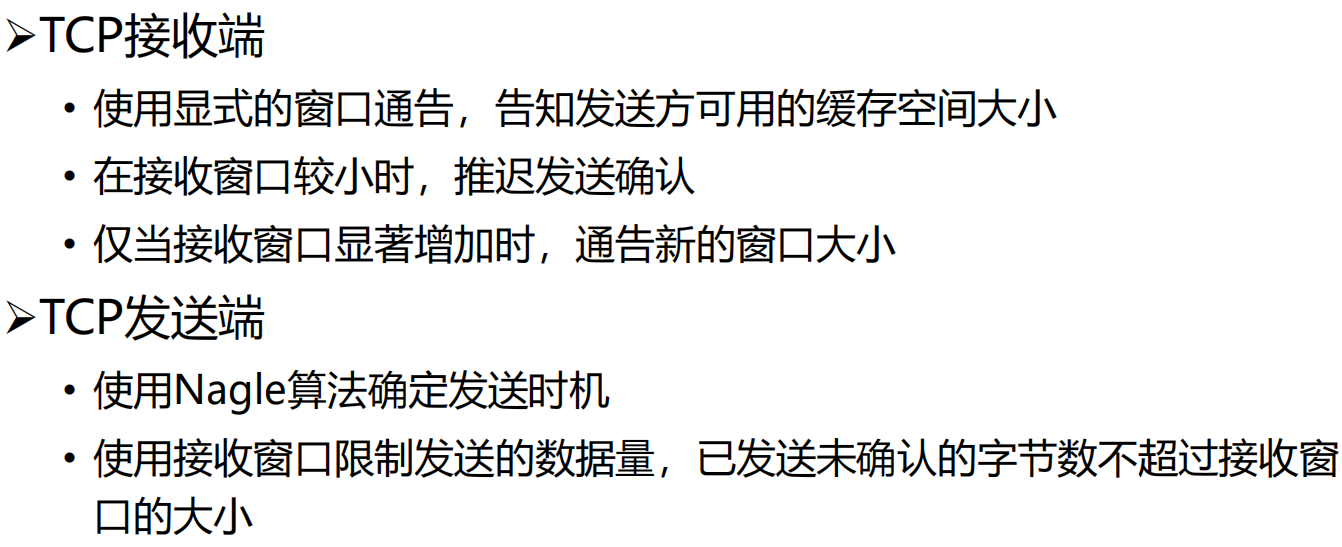 ➢TCP接收端
• 使用显式的窗口通告，告知发送方可用的缓存空间大小
• 在接收窗口较小时，推迟发送确认
• 仅当接收窗口显著增加时，通告新的窗口大小
➢TCP发送端
• 使用Nagle算法确定发送时机
• 使用接收窗口限制发送的数据量，已发送未确认的字节数不超过接收窗
口的大小